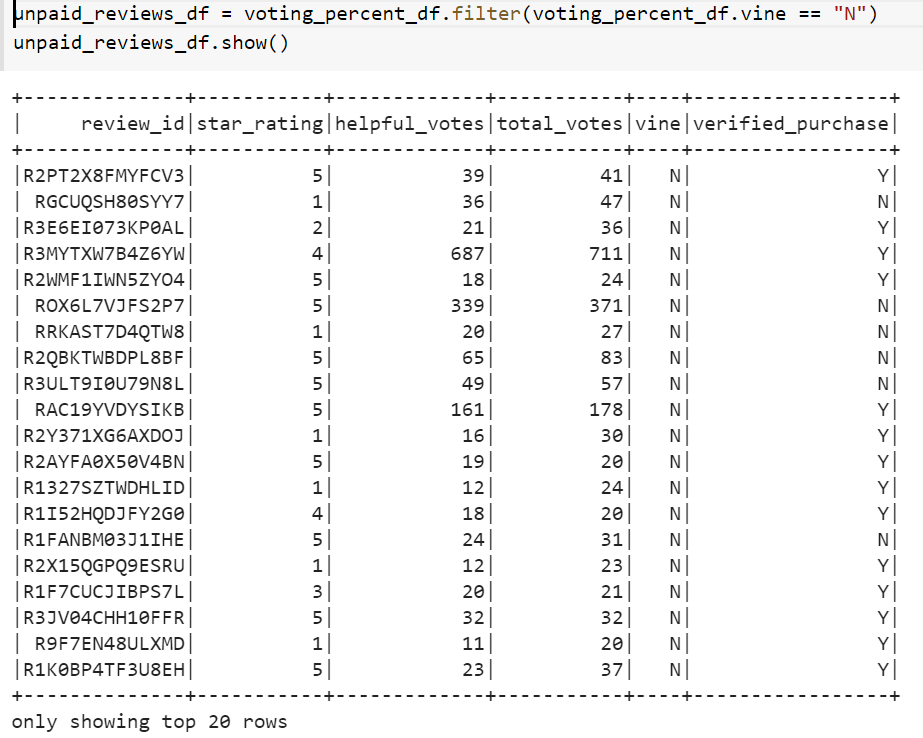 unpaid_reviews_df = voting_percent_df.filter(voting_percent_df.vine == "N")
unpaid_reviews_df.show()
+--------------+-----------+-------------+-----------+----+-----------------+
|     review_id|star_rating|helpful_votes|total_votes|vine|verified_purchase|
+--------------+-----------+-------------+-----------+----+-----------------+
|R2PT2X8FMYFCV3|          5|           39|         41|   N|                Y|
| RGCUQSH80SYY7|          1|           36|         47|   N|                N|
|R3E6EI073KP0AL|          2|           21|         36|   N|                Y|
|R3MYTXW7B4Z6YW|          4|          687|        711|   N|                Y|
|R2WMF1IWN5ZYO4|          5|           18|         24|   N|                Y|
| ROX6L7VJFS2P7|          5|          339|        371|   N|                N|
| RRKAST7D4QTW8|          1|           20|         27|   N|                N|
|R2QBKTWBDPL8BF|          5|           65|         83|   N|                N|
|R3ULT9I0U79N8L|          5|           49|         57|   N|                N|
| RAC19YVDYSIKB|          5|          161|        178|   N|                Y|
|R2Y371XG6AXDOJ|          1|           16|         30|   N|                Y|
|R2AYFA0X50V4BN|          5|           19|         20|   N|                Y|
|R1327SZTWDHLID|          1|           12|         24|   N|                Y|
|R1I52HQDJFY2G0|          4|           18|         20|   N|                Y|
|R1FANBM03J1IHE|          5|           24|         31|   N|                N|
|R2X15QGPQ9ESRU|          1|           12|         23|   N|                Y|
|R1F7CUCJIBPS7L|          3|           20|         21|   N|                Y|
|R3JV04CHH10FFR|          5|           32|         32|   N|                Y|
| R9F7EN48ULXMD|          1|           11|         20|   N|                Y|
|R1K0BP4TF3U8EH|          5|           23|         37|   N|                Y|
+--------------+-----------+-------------+-----------+----+-----------------+
only showing top 20 rows